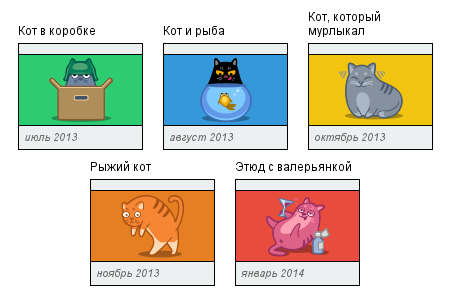 Кот в коробке
Кот и рыба
Кот, который
мурлыкал
июль 2013
август 2013
октябрь 2013
Рыжий кот
Этюд с валерьянкой
ноябрь 2013
январь 2014